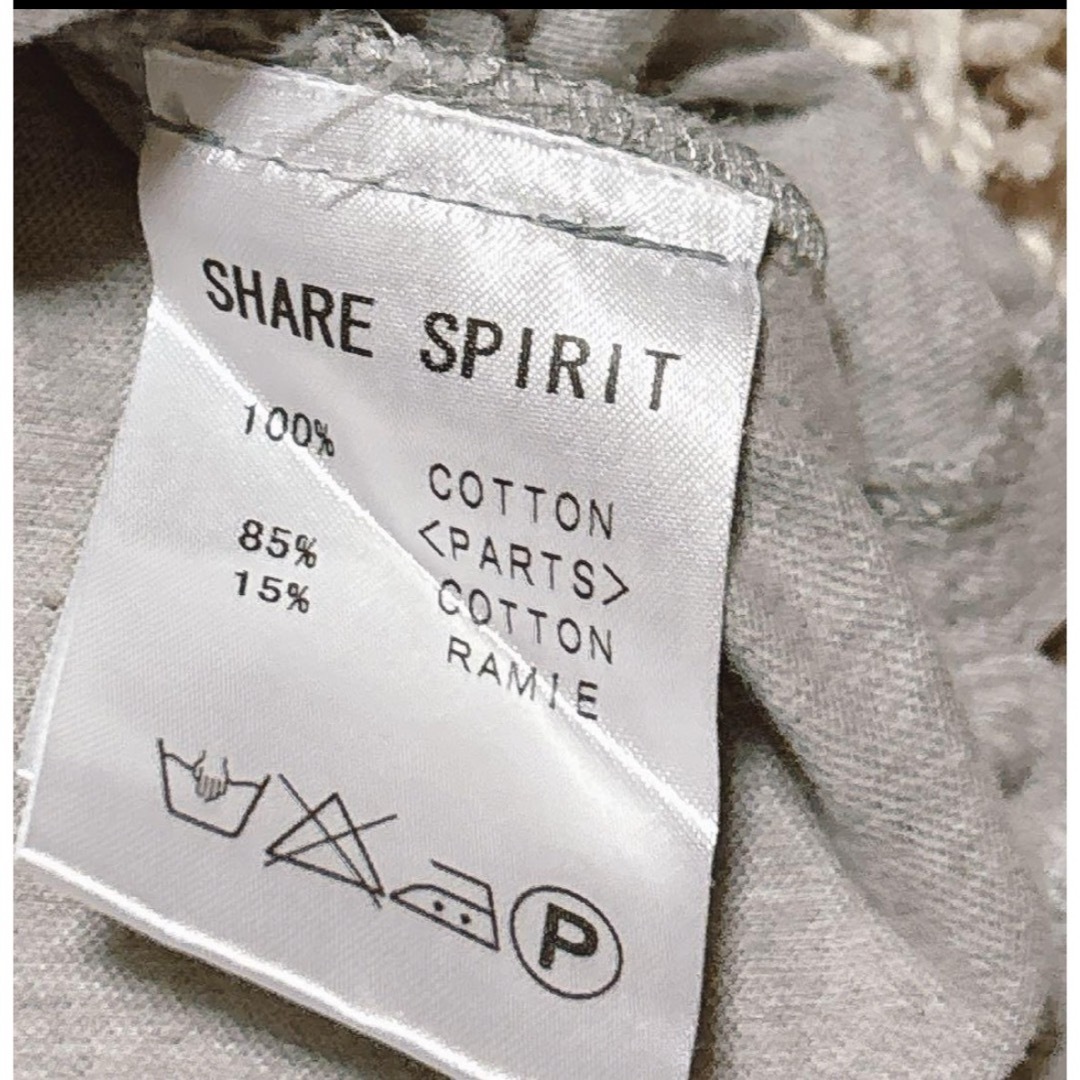 SHARE SPIRIT
100% COTTON
<PARTS>
85% COTTON
15% RAMIE
P